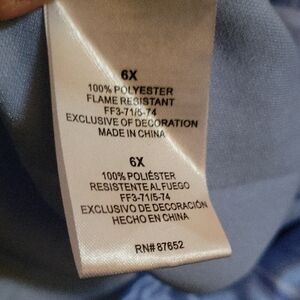 6X
100% POLYESTER
FLAME RESISTANT
FF3-71/5-74
EXCLUSIVE OF DECORATION
MADE IN CHINA
6X
100% POLIÉSTER
RESISTENTE AL FUEGO
FF3-71/5-74
EXCLUSIVO DE DECORACIÓN
HECHO EN CHINA
RN# 87652